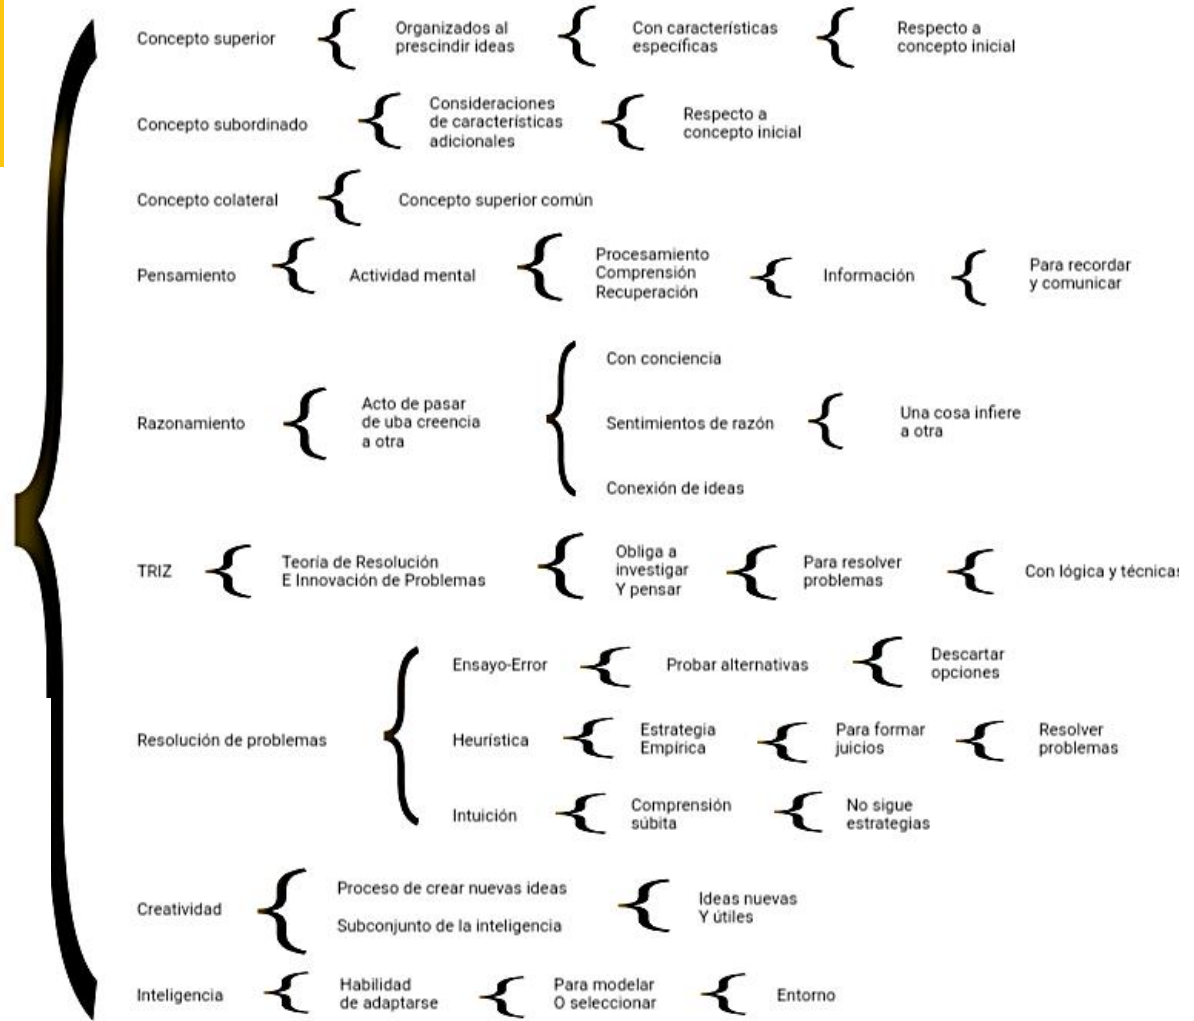 Concepto superior
Organizados al
prescindir ideas
Con características
específicas
Respecto a
concepto inicial
Concepto subordinado
Consideraciones
de características
adicionales
Respecto a
concepto inicial
Concepto colateral
Concepto superior común
Pensamiento
Actividad mental
Procesamiento
Comprensión
Recuperación
Información
Para recordar
y comunicar
Razonamiento
Acto de pasar
de uba creencia
a otra
Con conciencia
Sentimientos de razón
Una cosa infiere
a otra
Conexión de ideas
TRIZ
Teoría de Resolución
E Innovación de Problemas
Obliga a
investigar
Y pensar
Para resolver
problemas
Con lógica y técnicas
Resolución de problemas
Ensayo-Error
Probar alternativas
Descartar
opciones
Heurística
Estrategia
Empírica
Para formar
juicios
Resolver
problemas
Intuición
Comprensión
súbita
No sigue
estrategias
Creatividad
Proceso de crear nuevas ideas
Subconjunto de la inteligencia
Ideas nuevas
Y útiles
Inteligencia
Habilidad
de adaptarse
Para modelar
O seleccionar
Entorno